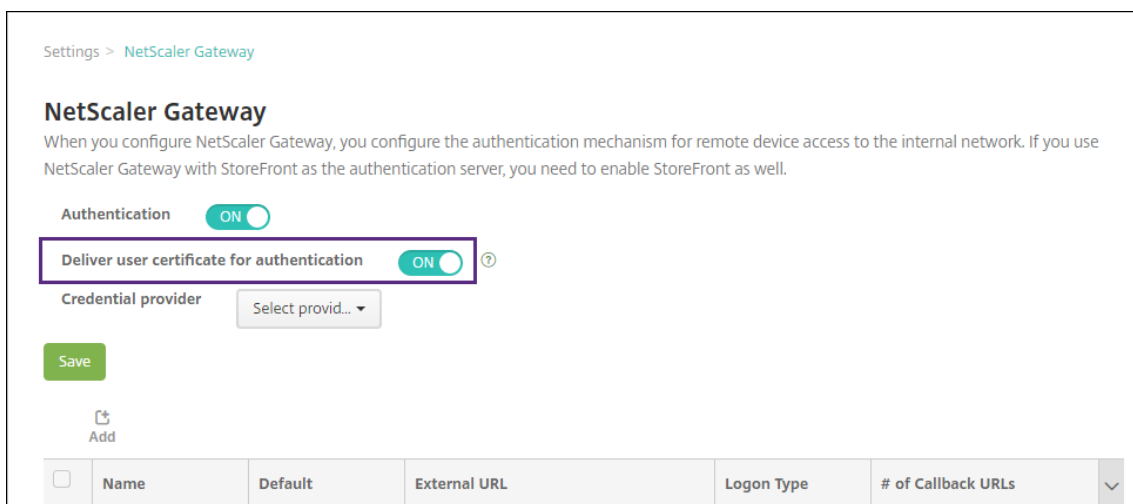 Settings > NetScaler Gateway
NetScaler Gateway
When you configure NetScaler Gateway, you configure the authentication mechanism for remote device access to the internal network. If you use
NetScaler Gateway with StoreFront as the authentication server, you need to enable StoreFront as well.
Authentication ON
Deliver user certificate for authentication ON ?
Credential provider Select provid...
Save
Add
Name Default External URL Logon Type # of Callback URLs